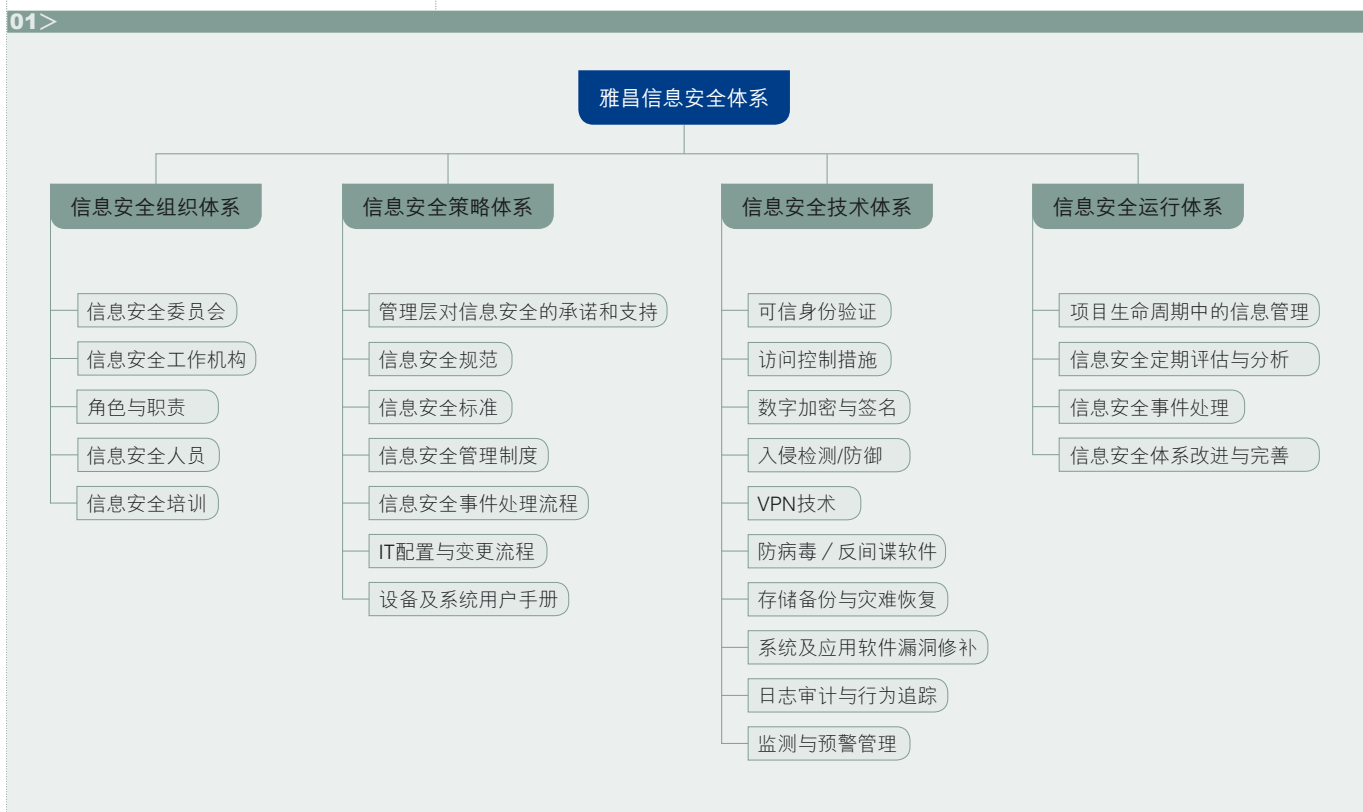 01>
雅昌信息安全体系
信息安全组织体系
信息安全委员会
信息安全工作机构
角色与职责
信息安全人员
信息安全培训
信息安全策略体系
管理层对信息安全的承诺和支持
信息安全规范
信息安全标准
信息安全管理制度
信息安全事件处理流程
IT配置与变更流程
设备及系统用户手册
信息安全技术体系
可信身份验证
访问控制措施
数字加密与签名
入侵检测/防御
VPN技术
防病毒/反间谍软件
存储备份与灾难恢复
系统及应用软件漏洞修补
日志审计与行为追踪
监测与预警管理
信息安全运行体系
项目生命周期中的信息管理
信息安全定期评估与分析
信息安全事件处理
信息安全体系改进与完善